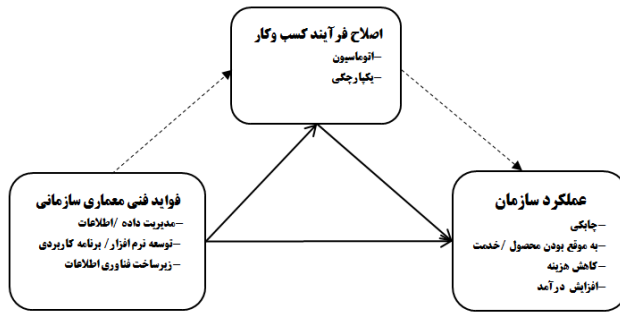 اصلاح فرآیند کسب وکار
-اتوماسیون
-یکپارچگی
فواید فنی معماری سازمانی
-مدیریت داده /اطلاعات
-توسعه نرم افزار/ برنامه کاربردی
-زیرساخت فناوری اطلاعات
عملکرد سازمان
-چابکی
-به موقع بودن محصول /خدمت
-کاهش هزینه
-افزایش درآمد